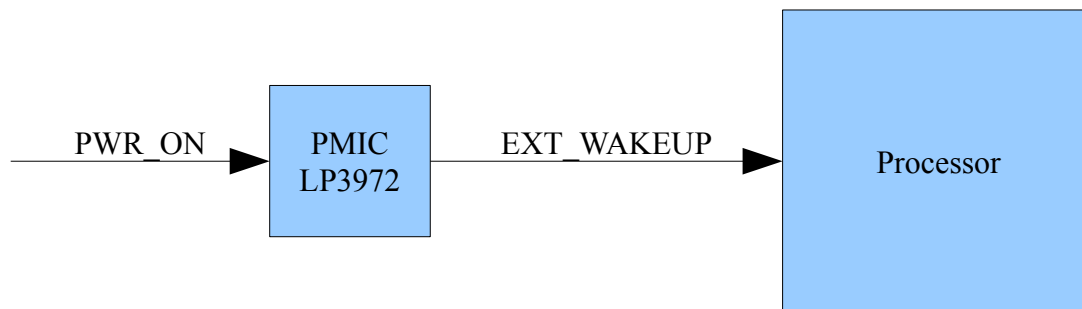 PWR_ON
PMIC
LP3972
EXT_WAKEUP
Processor